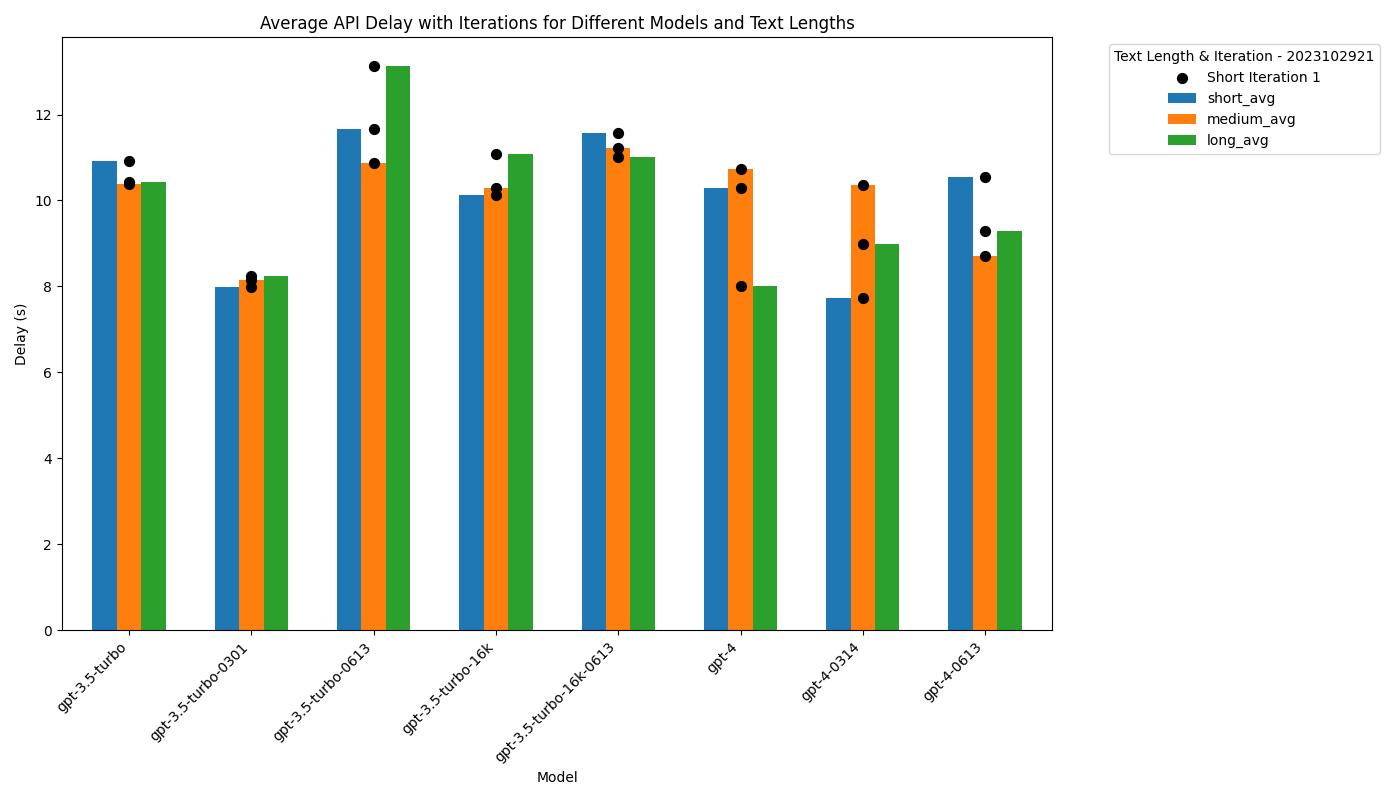 Average API Delay with Iterations for Different Models and Text Lengths
Text Length & Iteration - 2023102921
Short Iteration 1
short_avg
medium_avg
long_avg
Delay (s)
12
10
8
6
4
2
0
gpt-3.5-turbo
gpt-3.5-turbo-0301
gpt-3.5-turbo-0613
gpt-3.5-turbo-16k
gpt-3.5-turbo-16k-0613
gpt-4
gpt-4-0314
gpt-4-0613
Model